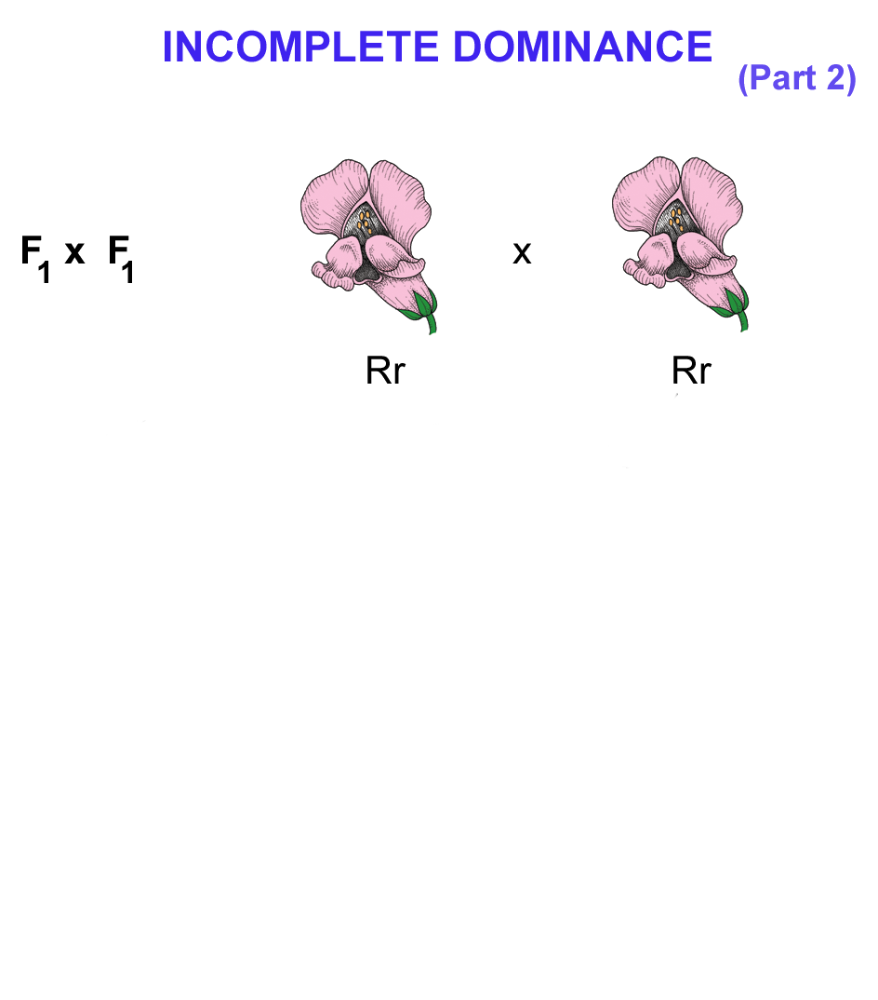 INCOMPLETE DOMINANCE
(Part 2)
F1 x F1
x
Rr
Rr